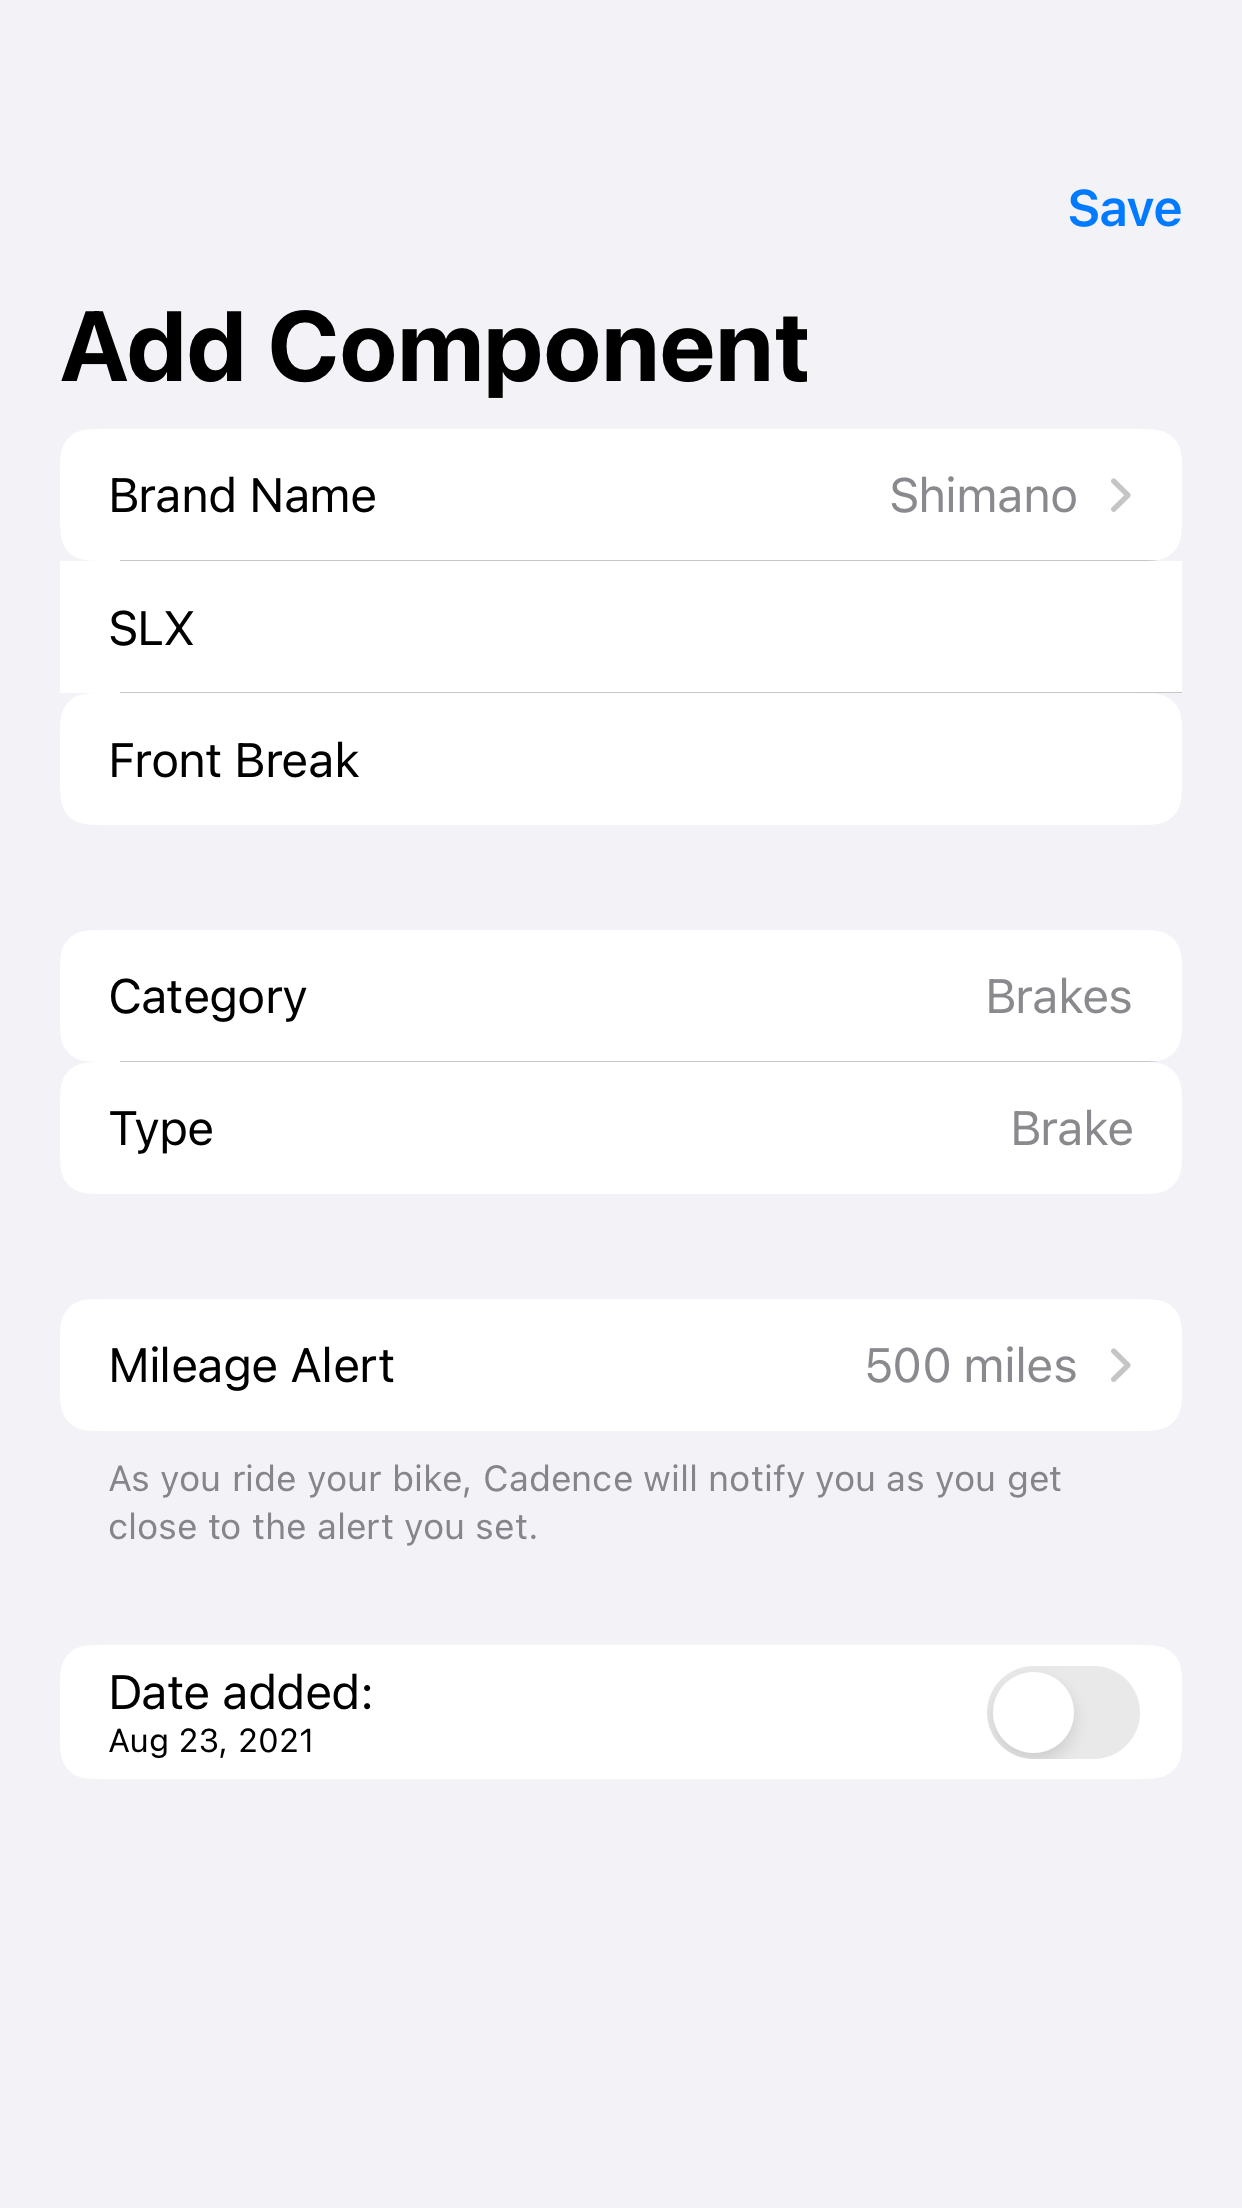 Save
Add Component
Brand Name Shimano
SLX
Front Break
Category Brakes
Type Brake
Mileage Alert 500 miles
As you ride your bike, Cadence will notify you as you get
close to the alert you set.
Date added:
Aug 23, 2021